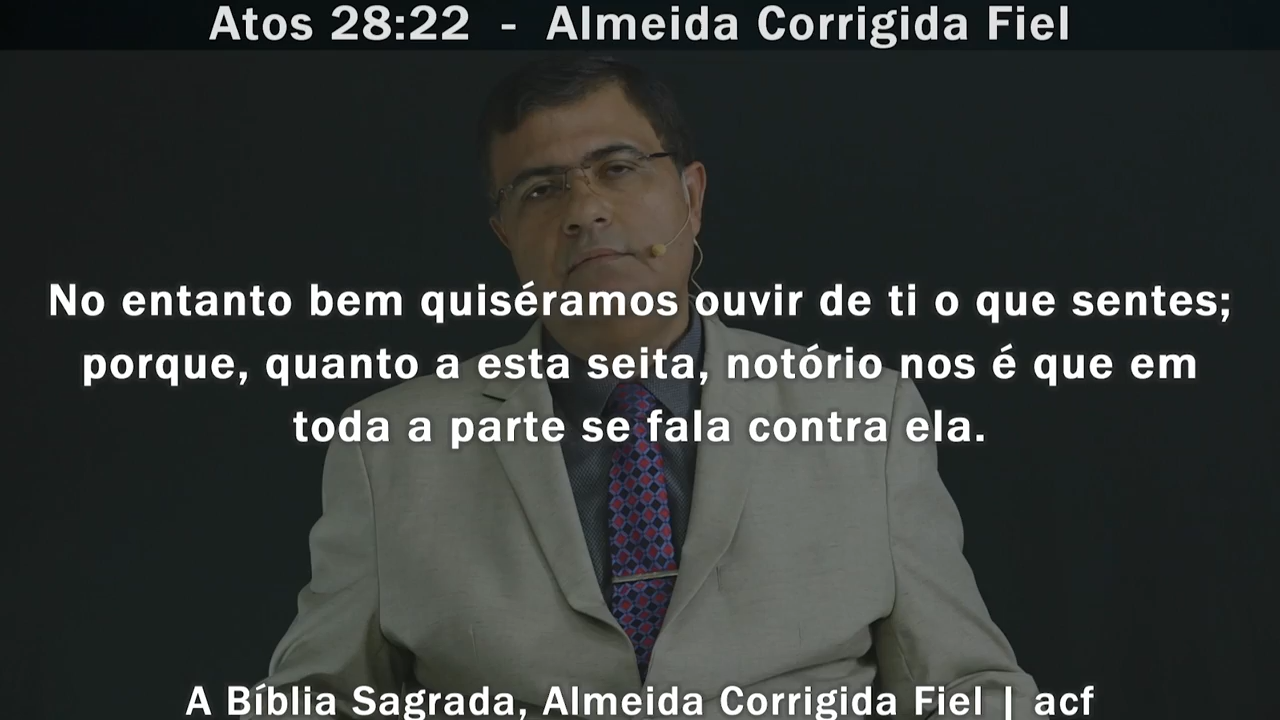 Atos 28:22 - Almeida Corrigida Fiel
No entanto bem quiséramos ouvir de ti o que sentes;
porque, quanto a esta seita, notório nos é que em
toda a parte se fala contra ela.
A Bíblia Sagrada, Almeida Corrigida Fiel | acf